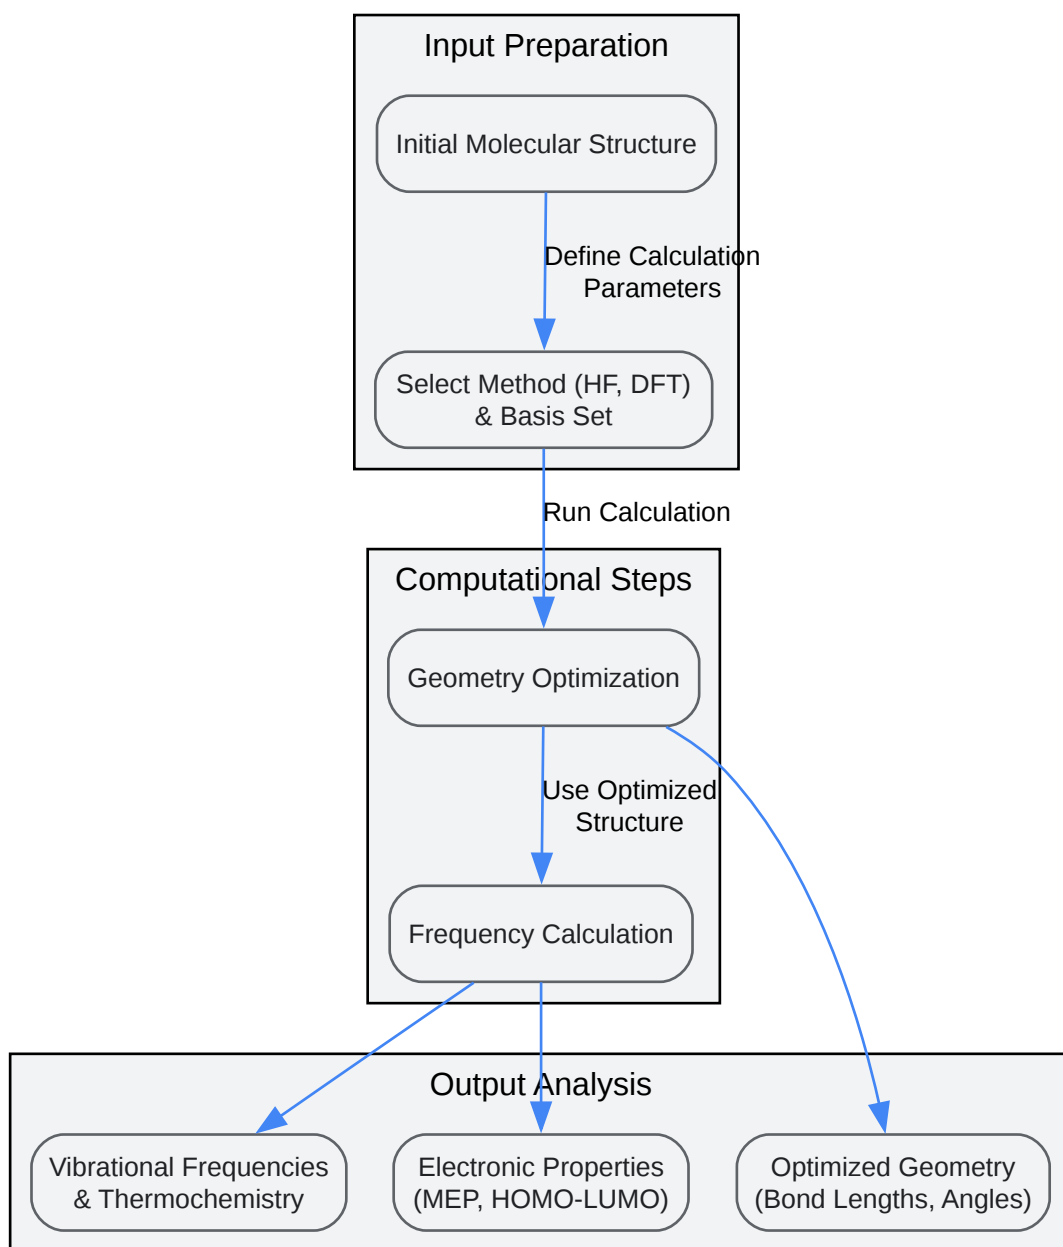 Input Preparation
Initial Molecular Structure
Define Calculation
Parameters
Select Method (HF, DFT)
& Basis Set
Run Calculation
Computational Steps
Geometry Optimization
Use Optimized
Structure
Frequency Calculation
Output Analysis
Vibrational Frequencies
& Thermochemistry
Electronic Properties
(MEP, HOMO-LUMO)
Optimized Geometry
(Bond Lengths, Angles)